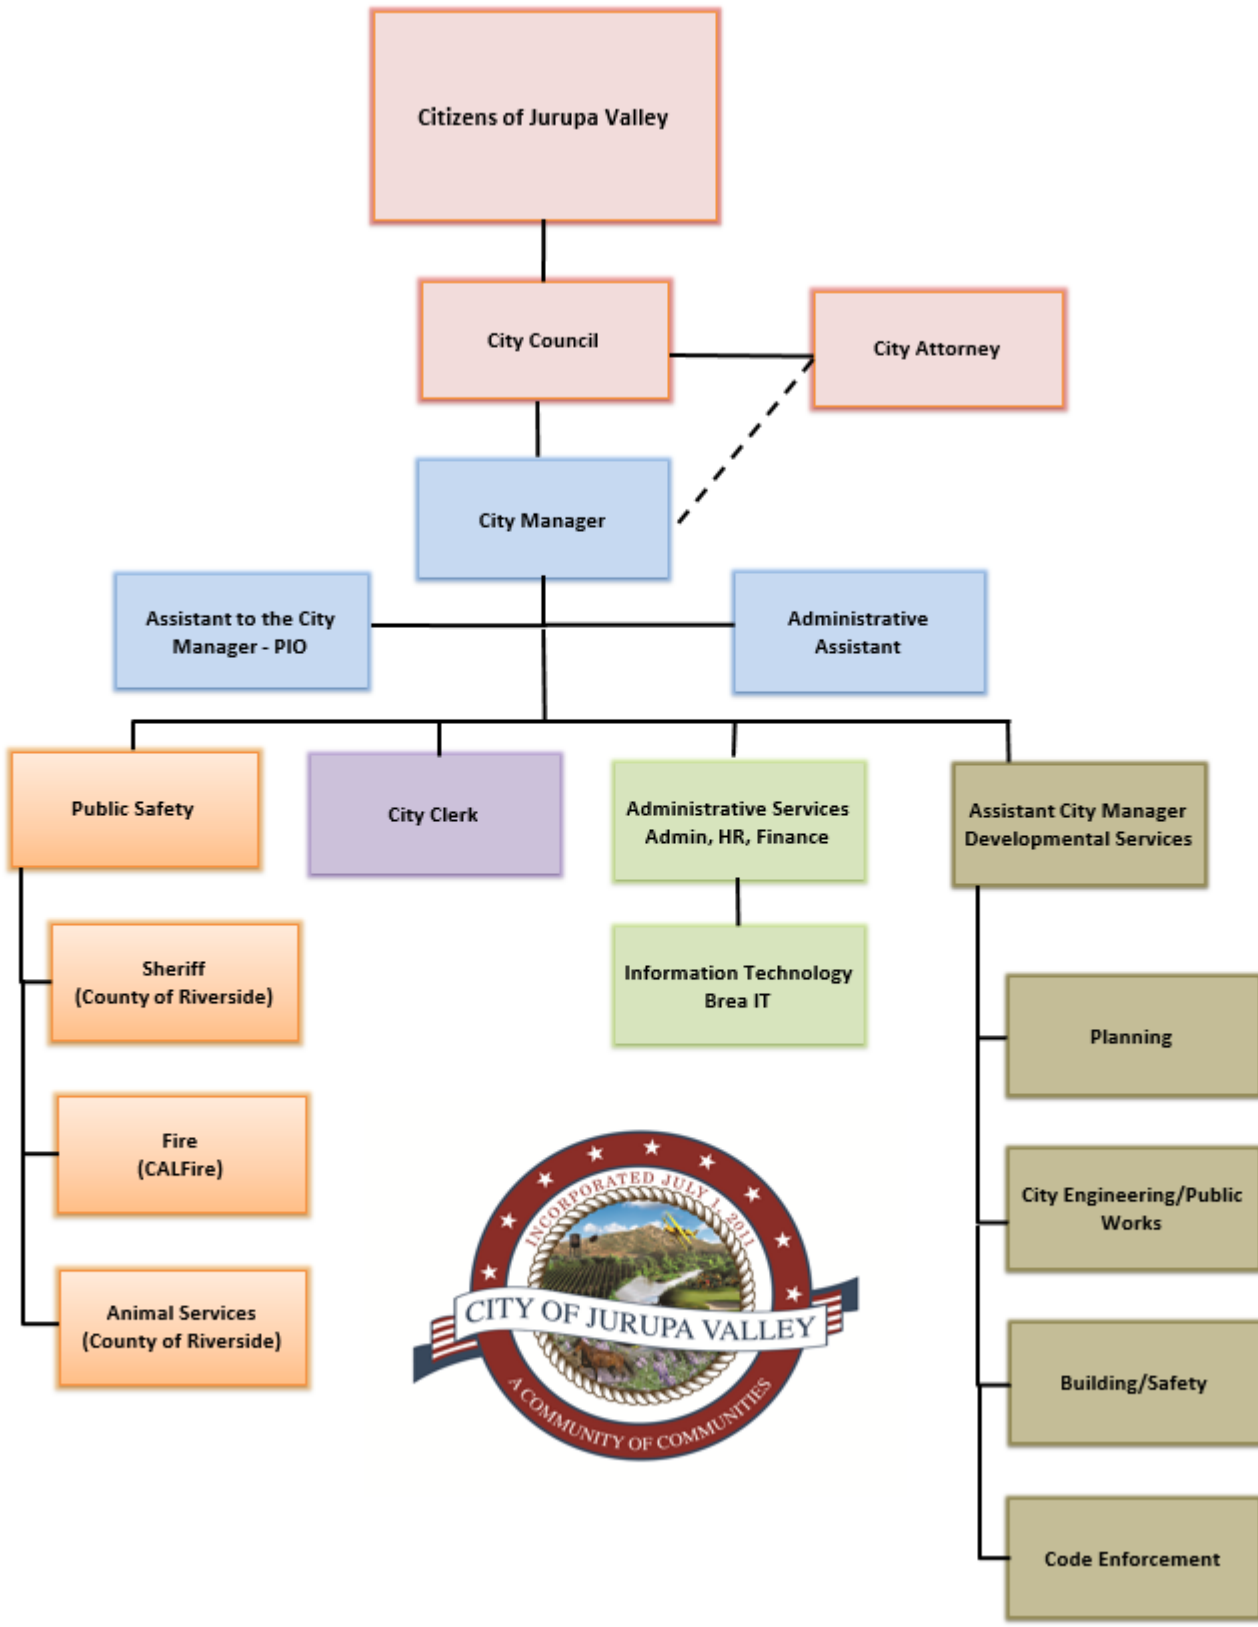 Citizens of Jurupa Valley
City Council
City Attorney
City Manager
Assistant to the City
Manager - PIO
Administrative
Assistant
Public Safety
City Clerk
Administrative Services
Admin, HR, Finance
Assistant City Manager
Developmental Services
Sheriff
(County of Riverside)
Information Technology
Brea IT
Planning
Fire
(CALFire)
City Engineering/Public
Works
Animal Services
(County of Riverside)
Building/Safety
Code Enforcement
INCORPORATED JULY 1, 2011
CITY OF JURUPA VALLEY
A COMMUNITY OF COMMUNITIES